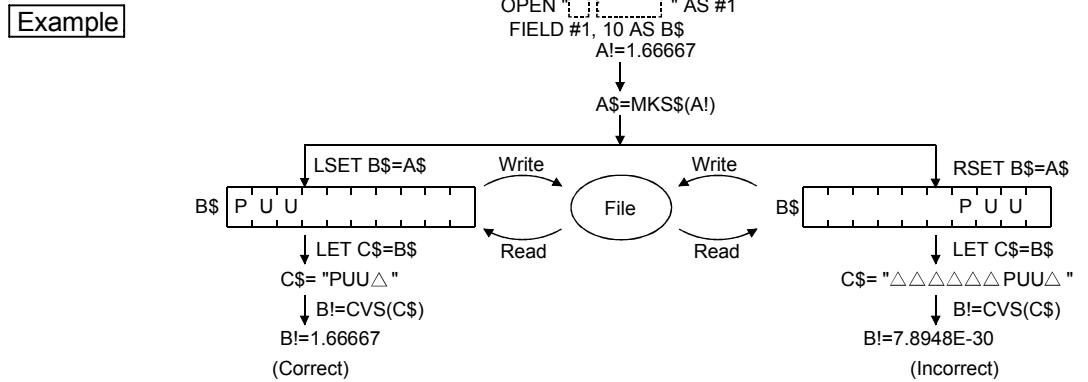 OPEN " " AS #1
Example
FIELD #1, 10 AS B$
A!=1.66667
A$=MKS$(A!)
LSET B$=A$
Write
Write
RSET B$=A$
B$ P U U
File
B$ P U U
LET C$=B$
Read
Read
LET C$=B$
C$= "PUU△ "
C$= "△△△△△△PUU△ "
B!=CVS(C$)
B!=CVS(C$)
B!=1.66667
B!=7.8948E-30
(Correct)
(Incorrect)